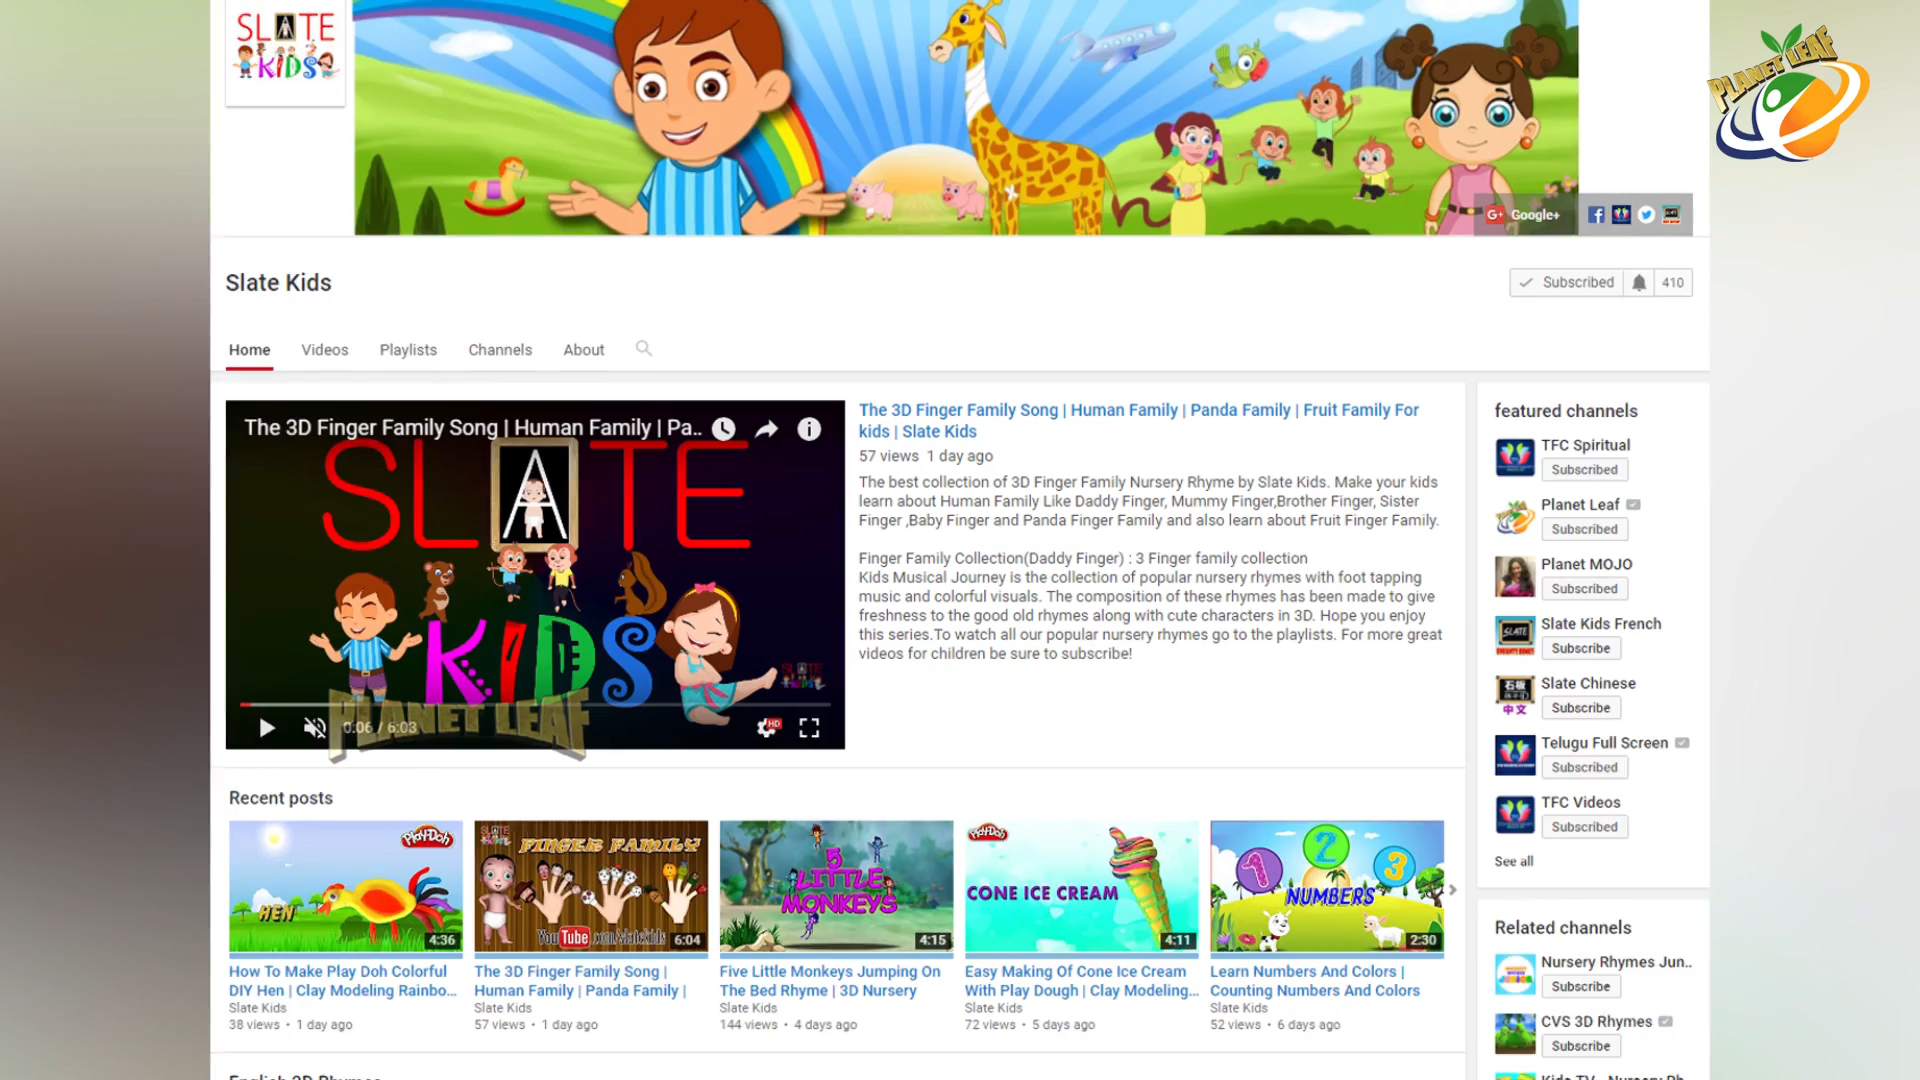 SLATE
KIDS
PLANET LEAF
Google+
Slate Kids
Subscribed 410
Home Videos Playlists Channels About
The 3D Finger Family Song | Human Family | Pa..
SLATE
KIDS
PLANET LEAF
0:06 / 6:03
HD
The 3D Finger Family Song | Human Family | Panda Family | Fruit Family For
kids | Slate Kids
57 views 1 day ago
The best collection of 3D Finger Family Nursery Rhyme by Slate Kids. Make your kids
learn about Human Family Like Daddy Finger, Mummy Finger,Brother Finger, Sister
Finger ,Baby Finger and Panda Finger Family and also learn about Fruit Finger Family.
Finger Family Collection(Daddy Finger) : 3 Finger family collection
Kids Musical Journey is the collection of popular nursery rhymes with foot tapping
music and colorful visuals. The composition of these rhymes has been made to give
freshness to the good old rhymes along with cute characters in 3D. Hope you enjoy
this series.To watch all our popular nursery rhymes go to the playlists. For more great
videos for children be sure to subscribe!
featured channels
TFC Spiritual
Subscribed
Planet Leaf
Subscribed
Planet MOJO
Subscribed
Slate Kids French
Subscribe
Slate Chinese
Subscribe
Telugu Full Screen
Subscribed
TFC Videos
Subscribed
See all
Recent posts
Play-Doh
HEN
4:36
FINGER FAMILY
YouTube.com/slatekids
6:04
5
LITTLE
MONKEYS
4:15
Play-Doh
CONE ICE CREAM
4:11
1 2 3
NUMBERS
2:30
How To Make Play Doh Colorful
DIY Hen | Clay Modeling Rainbo...
Slate Kids
38 views • 1 day ago
The 3D Finger Family Song |
Human Family | Panda Family |
Slate Kids
57 views • 1 day ago
Five Little Monkeys Jumping On
The Bed Rhyme | 3D Nursery
Slate Kids
144 views • 4 days ago
Easy Making Of Cone Ice Cream
With Play Dough | Clay Modeling...
Slate Kids
72 views • 5 days ago
Learn Numbers And Colors |
Counting Numbers And Colors
Slate Kids
52 views • 6 days ago
Related channels
Nursery Rhymes Jun..
Subscribe
CVS 3D Rhymes
Subscribe